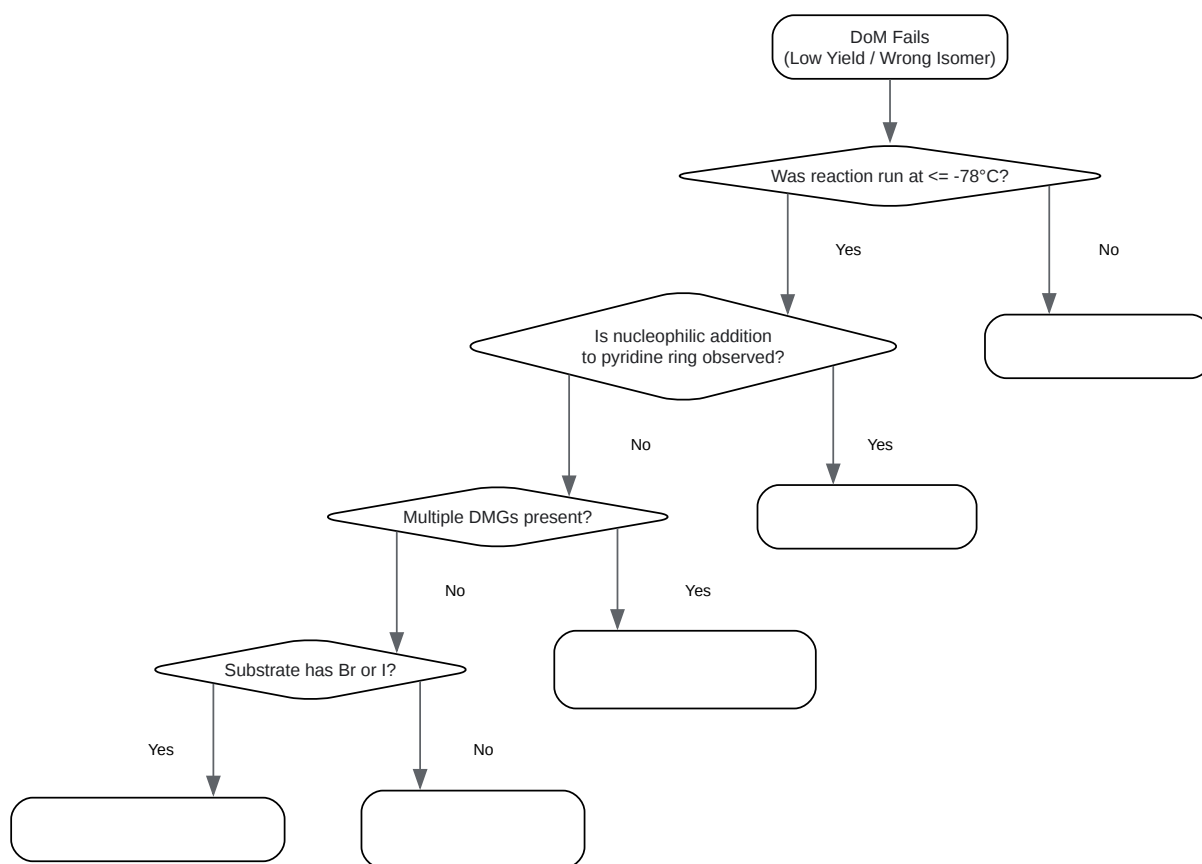 DoM Fails
(Low Yield / Wrong Isomer)
Was reaction run at <= -78°C?
Yes
No
Is nucleophilic addition
to pyridine ring observed?
No
Yes
Multiple DMGs present?
No
Yes
Substrate has Br or I?
Yes
No